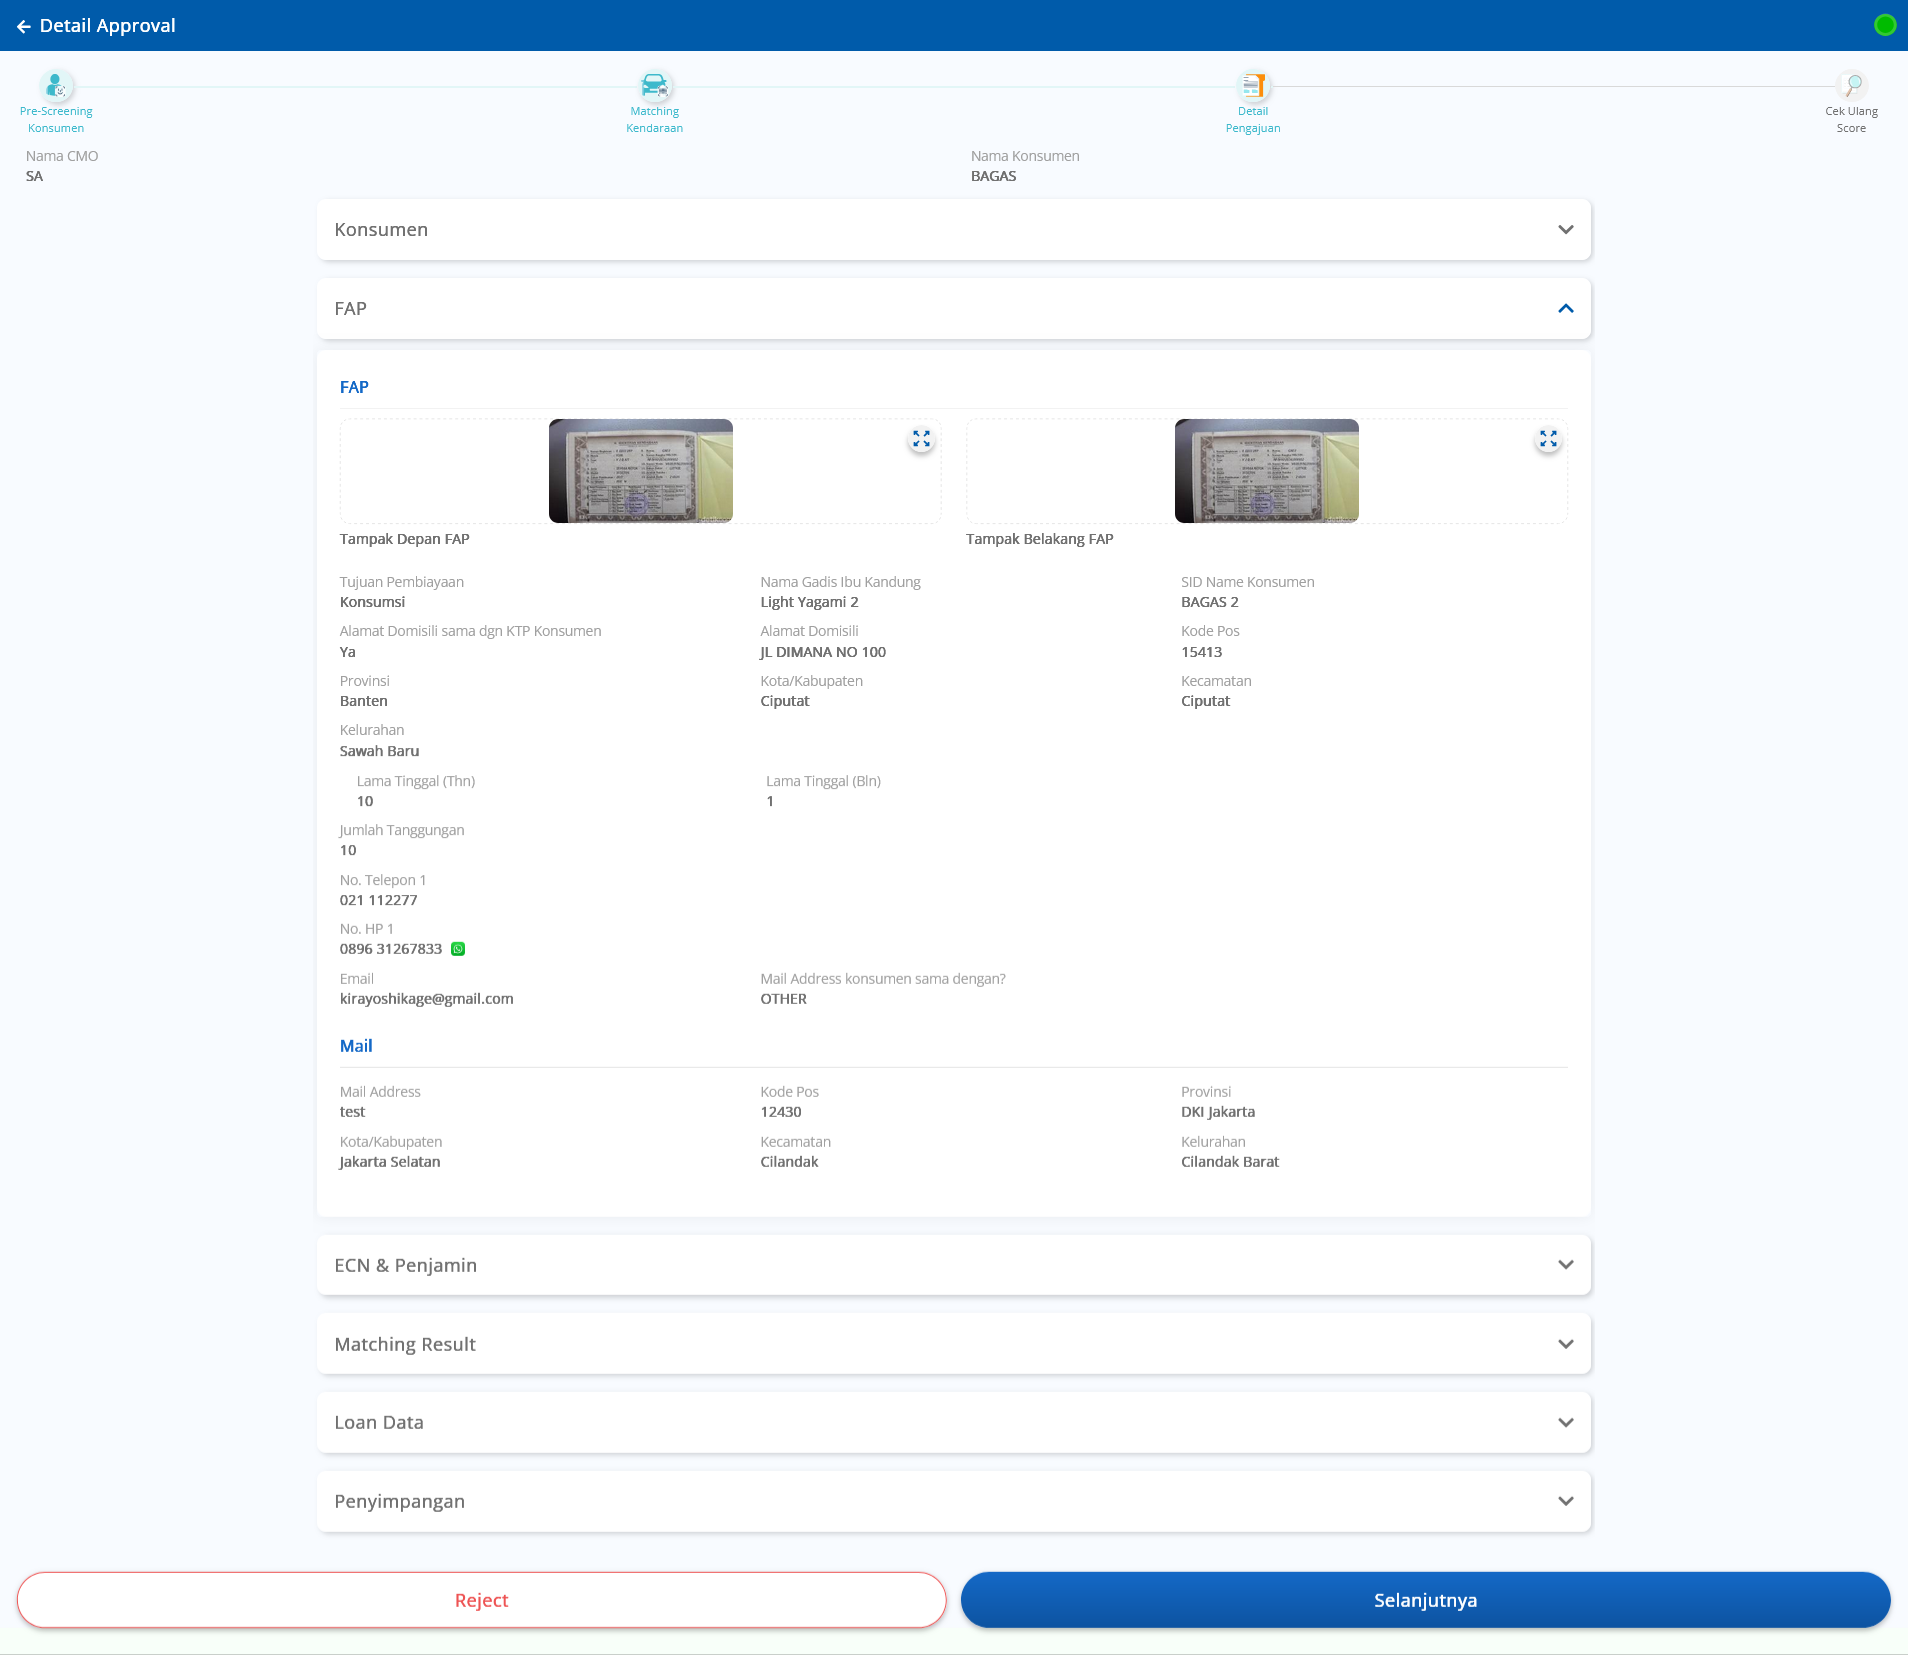 Detail Approval
Pre-Screening
Konsumen
Matching
Kendaraan
Detail
Pengajuan
Cek Ulang
Score
Nama CMO
SA
Nama Konsumen
BAGAS
Konsumen
FAP
FAP
Tampak Depan FAP
Tampak Belakang FAP
Tujuan Pembiayaan
Konsumsi
Nama Gadis Ibu Kandung
Light Yagami 2
SID Name Konsumen
BAGAS 2
Alamat Domisili sama dgn KTP Konsumen
Ya
Alamat Domisili
JL DIMANA NO 100
Kode Pos
15413
Provinsi
Banten
Kota/Kabupaten
Ciputat
Kecamatan
Ciputat
Kelurahan
Sawah Baru
Lama Tinggal (Thn)
10
Lama Tinggal (Bln)
1
Jumlah Tanggungan
10
No. Telepon 1
021 112277
No. HP 1
0896 31267833
Email
kirayoshikage@gmail.com
Mail Address konsumen sama dengan?
OTHER
Mail
Mail Address
test
Kode Pos
12430
Provinsi
DKI Jakarta
Kota/Kabupaten
Jakarta Selatan
Kecamatan
Cilandak
Kelurahan
Cilandak Barat
ECN & Penjamin
Matching Result
Loan Data
Penyimpangan
Reject
Selanjutnya